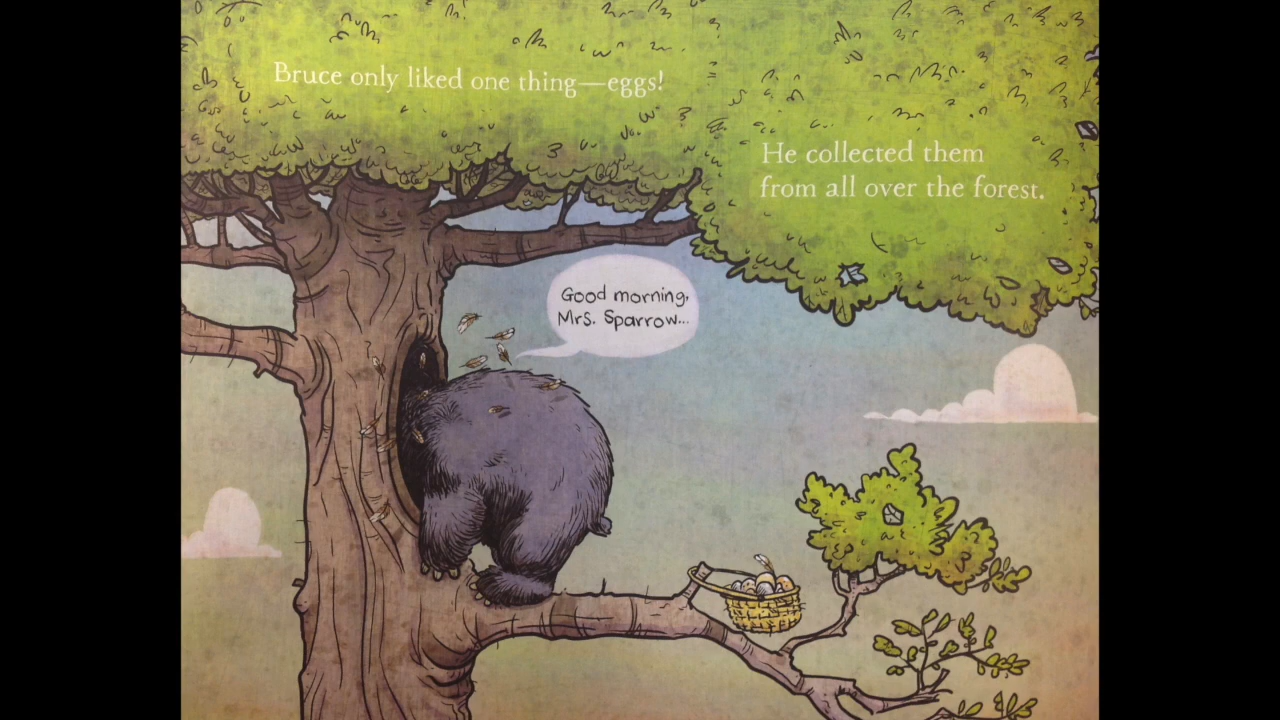 Bruce only liked one thing—eggs!
He collected them
from all over the forest.
Good morning,
Mrs. Sparrow...